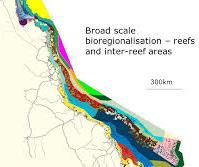 Broad scale
bioregionalisation – reefs
and inter-reef areas
300km